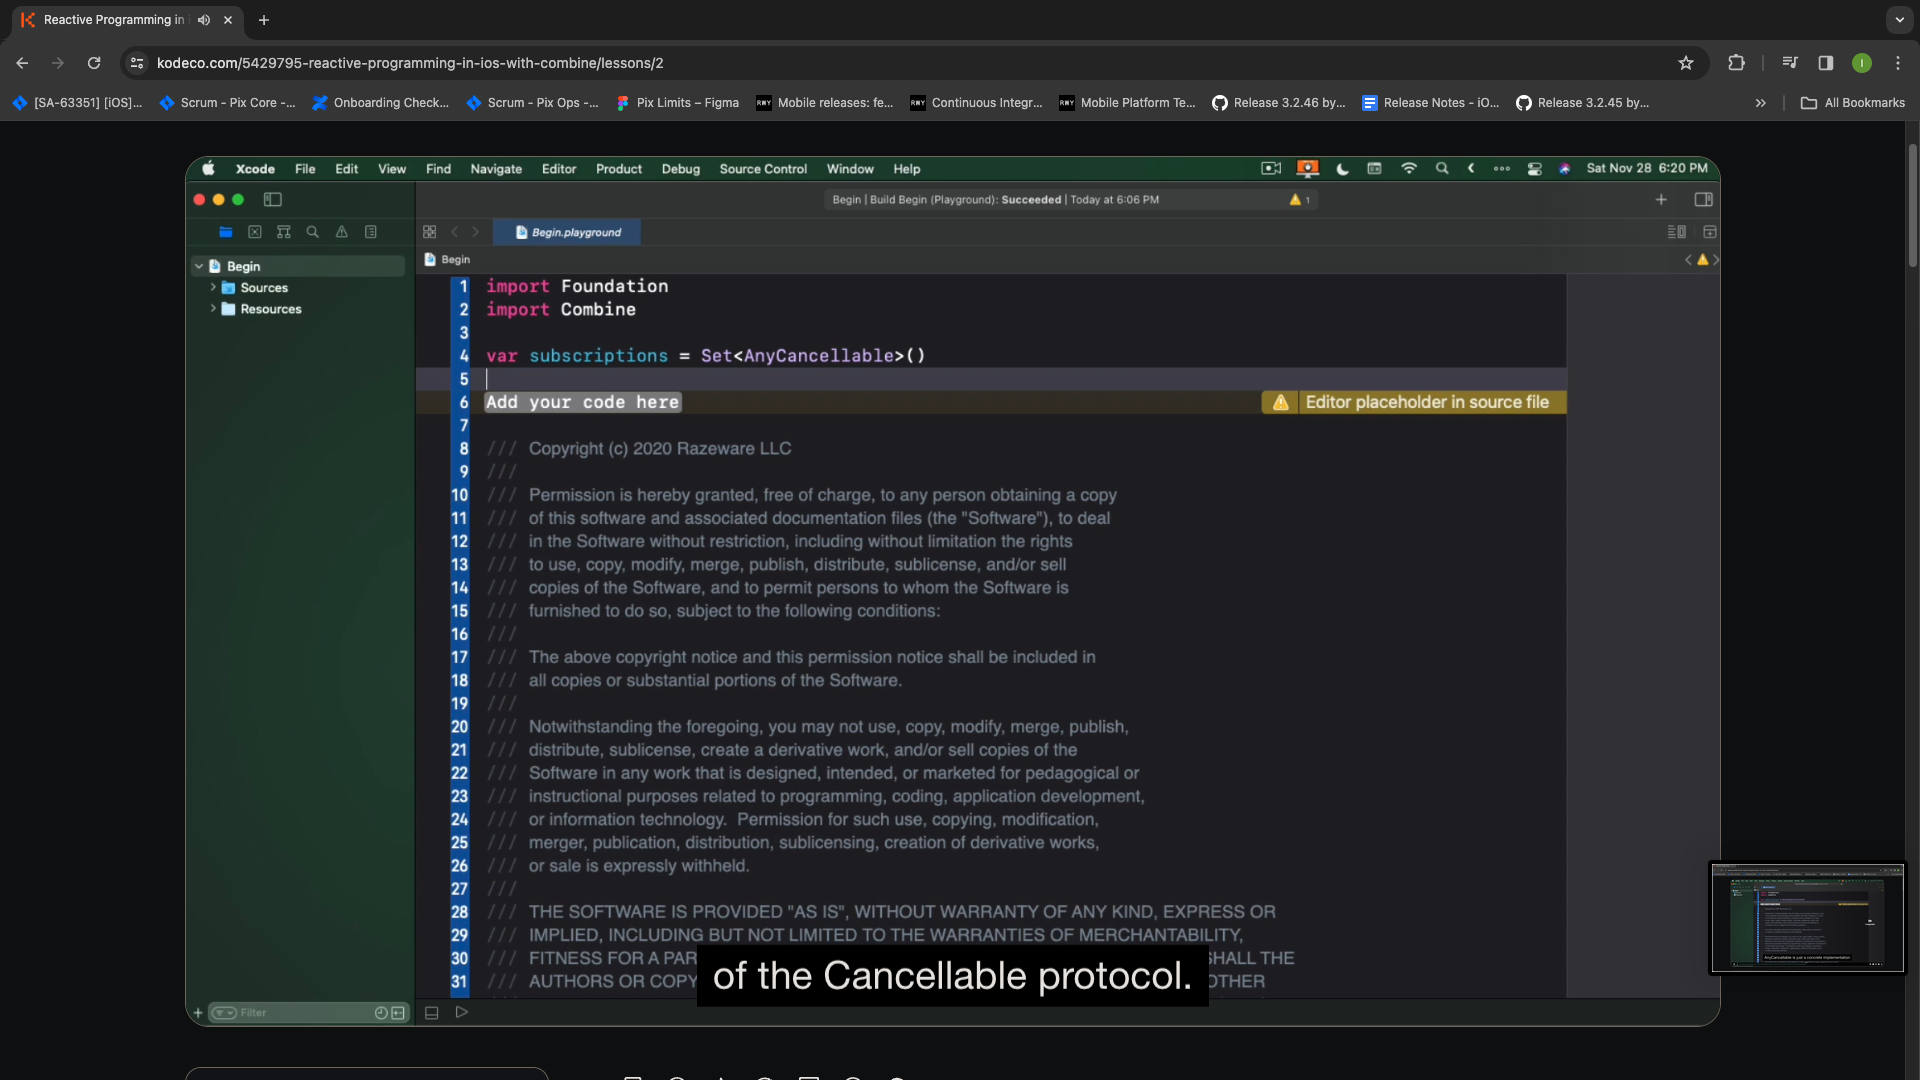 Reactive Programming in
kodeco.com/5429795-reactive-programming-in-ios-with-combine/lessons/2
[SA-63351] [iOS]...
Scrum - Pix Core -...
Onboarding Check...
Scrum - Pix Ops -...
Pix Limits – Figma
RWY Mobile releases: fe...
RWY Continuous Integr...
RWY Mobile Platform Te...
Release 3.2.46 by...
Release Notes - iO...
Release 3.2.45 by...
All Bookmarks
Xcode File Edit View Find Navigate Editor Product Debug Source Control Window Help
Sat Nov 28 6:20 PM
Begin | Build Begin (Playground): Succeeded | Today at 6:06 PM
1
Begin.playground
Begin
Begin
Sources
Resources
1 import Foundation
2 import Combine
3
4 var subscriptions = Set<AnyCancellable>()
5
6 Add your code here
Editor placeholder in source file
7
8 /// Copyright (c) 2020 Razeware LLC
9 ///
10 /// Permission is hereby granted, free of charge, to any person obtaining a copy
11 /// of this software and associated documentation files (the "Software"), to deal
12 /// in the Software without restriction, including without limitation the rights
13 /// to use, copy, modify, merge, publish, distribute, sublicense, and/or sell
14 /// copies of the Software, and to permit persons to whom the Software is
15 /// furnished to do so, subject to the following conditions:
16 ///
17 /// The above copyright notice and this permission notice shall be included in
18 /// all copies or substantial portions of the Software.
19 ///
20 /// Notwithstanding the foregoing, you may not use, copy, modify, merge, publish,
21 /// distribute, sublicense, create a derivative work, and/or sell copies of the
22 /// Software in any work that is designed, intended, or marketed for pedagogical or
23 /// instructional purposes related to programming, coding, application development,
24 /// or information technology.  Permission for such use, copying, modification,
25 /// merger, publication, distribution, sublicensing, creation of derivative works,
26 /// or sale is expressly withheld.
27 ///
28 /// THE SOFTWARE IS PROVIDED "AS IS", WITHOUT WARRANTY OF ANY KIND, EXPRESS OR
29 /// IMPLIED, INCLUDING BUT NOT LIMITED TO THE WARRANTIES OF MERCHANTABILITY,
30 /// FITNESS FOR A PAR SHALL THE
31 /// AUTHORS OR COPY OTHER
of the Cancellable protocol.
Filter
AnyCancellable is just a concrete implementation